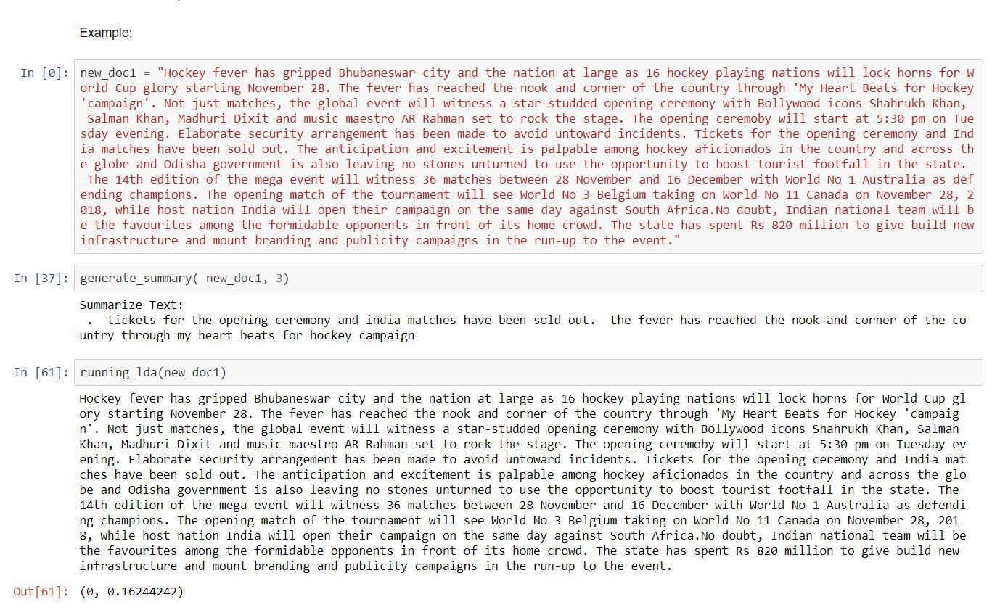 Example:
In [0]: new_doc1 = "Hockey fever has gripped Bhubaneswar city and the nation at large as 16 hockey playing nations will lock horns for W
orld Cup glory starting November 28. The fever has reached the nook and corner of the country through 'My Heart Beats for Hockey
'campaign'. Not just matches, the global event will witness a star-studded opening ceremony with Bollywood icons Shahrukh Khan,
Salman Khan, Madhuri Dixit and music maestro AR Rahman set to rock the stage. The opening ceremoby will start at 5:30 pm on Tue
sday evening. Elaborate security arrangement has been made to avoid untoward incidents. Tickets for the opening ceremony and Ind
ia matches have been sold out. The anticipation and excitement is palpable among hockey aficionados in the country and across th
e globe and Odisha government is also leaving no stones unturned to use the opportunity to boost tourist footfall in the state.
The 14th edition of the mega event will witness 36 matches between 28 November and 16 December with World No 1 Australia as def
ending champions. The opening match of the tournament will see World No 3 Belgium taking on World No 11 Canada on November 28, 2
018, while host nation India will open their campaign on the same day against South Africa.No doubt, Indian national team will b
e the favourites among the formidable opponents in front of its home crowd. The state has spent Rs 820 million to give build new
infrastructure and mount branding and publicity campaigns in the run-up to the event."
In [37]: generate_summary( new_doc1, 3)
Summarize Text:
.  tickets for the opening ceremony and india matches have been sold out.  the fever has reached the nook and corner of the co
untry through my heart beats for hockey campaign
In [61]: running_lda(new_doc1)
Hockey fever has gripped Bhubaneswar city and the nation at large as 16 hockey playing nations will lock horns for World Cup gl
ory starting November 28. The fever has reached the nook and corner of the country through 'My Heart Beats for Hockey 'campaig
n'. Not just matches, the global event will witness a star-studded opening ceremony with Bollywood icons Shahrukh Khan, Salman
Khan, Madhuri Dixit and music maestro AR Rahman set to rock the stage. The opening ceremoby will start at 5:30 pm on Tuesday ev
ening. Elaborate security arrangement has been made to avoid untoward incidents. Tickets for the opening ceremony and India mat
ches have been sold out. The anticipation and excitement is palpable among hockey aficionados in the country and across the glo
be and Odisha government is also leaving no stones unturned to use the opportunity to boost tourist footfall in the state. The
14th edition of the mega event will witness 36 matches between 28 November and 16 December with World No 1 Australia as defendi
ng champions. The opening match of the tournament will see World No 3 Belgium taking on World No 11 Canada on November 28, 201
8, while host nation India will open their campaign on the same day against South Africa.No doubt, Indian national team will be
the favourites among the formidable opponents in front of its home crowd. The state has spent Rs 820 million to give build new
infrastructure and mount branding and publicity campaigns in the run-up to the event.
Out[61]: (0, 0.16244242)